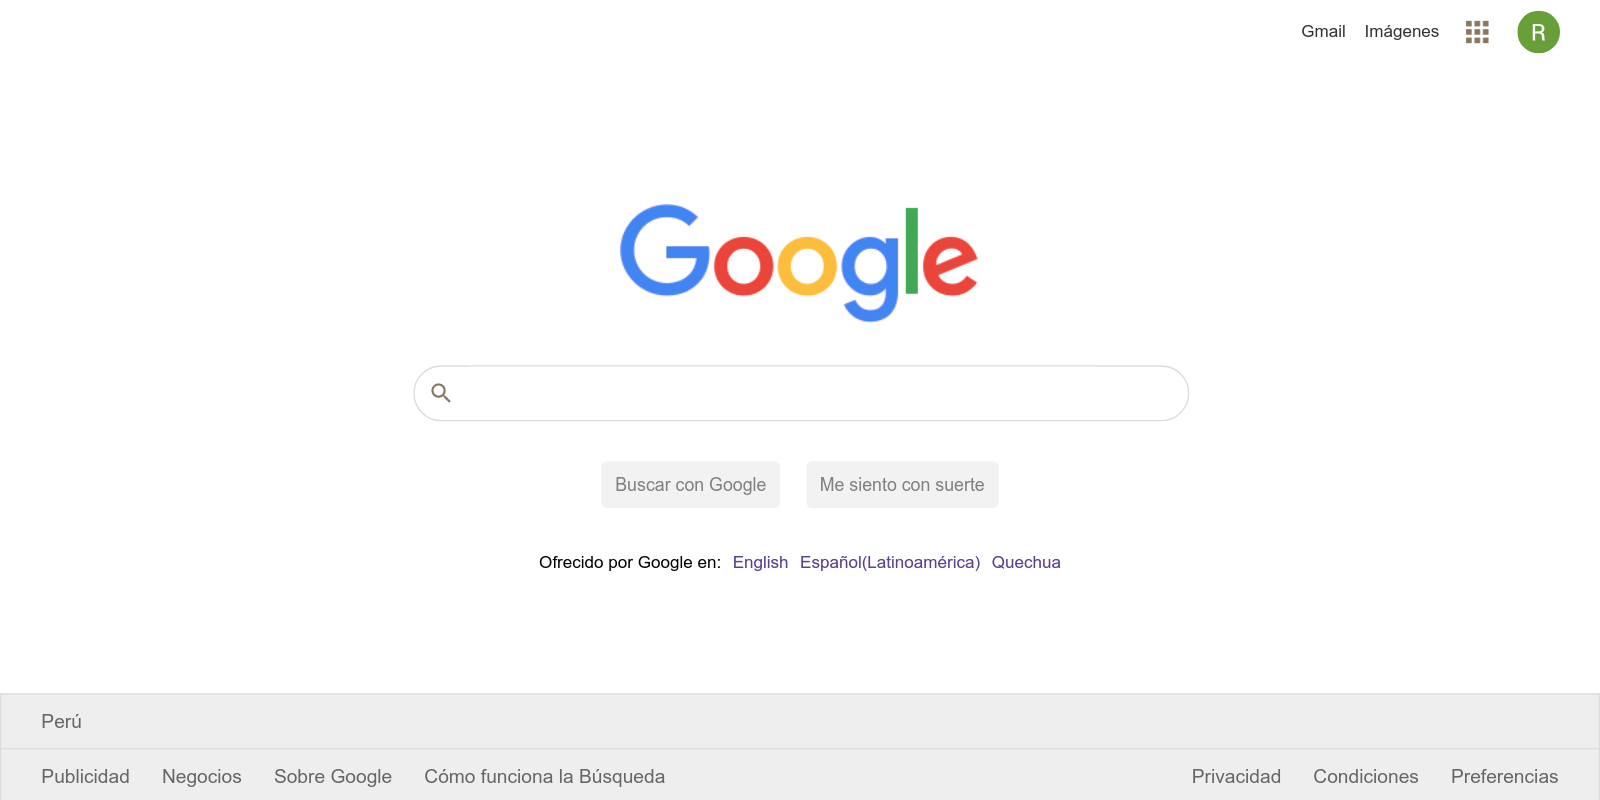 Gmail Imágenes R
Google
Buscar con Google Me siento con suerte
Ofrecido por Google en: English Español(Latinoamérica) Quechua
Perú
Publicidad Negocios Sobre Google Cómo funciona la Búsqueda Privacidad Condiciones Preferencias